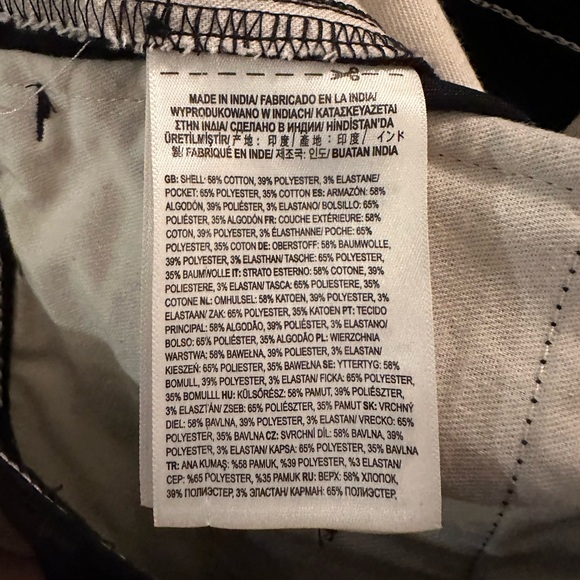 MADE IN INDIA/ FABRICADO EN LA INDIA/
WYPRODUKOWANO W INDIACH/ ΚΑΤΑΣΚΕΥΑΖΕΤΑΙ
ΣΤΗΝ ΙΝΔΙΑ/ СДЕЛАНО В ИНДИИ/ HİNDİSTAN'DA
ÜRETİLMİŞTİR/ 产地: 印度/ 產地: 印度/ インド
製/ FABRIQUÉ EN INDE/ 제조국: 인도/ BUATAN INDIA
GB: SHELL: 58% COTTON, 39% POLYESTER, 3% ELASTANE/
POCKET: 65% POLYESTER, 35% COTTON ES: ARMAZÓN: 58%
ALGODÓN, 39% POLIÉSTER, 3% ELASTANO/ BOLSILLO: 65%
POLIÉSTER, 35% ALGODÓN FR: COUCHE EXTÉRIEURE: 58%
COTON, 39% POLYESTER, 3% ÉLASTHANNE/ POCHE: 65%
POLYESTER, 35% COTON DE: OBERSTOFF: 58% BAUMWOLLE,
39% POLYESTER, 3% ELASTHAN/ TASCHE: 65% POLYESTER,
35% BAUMWOLLE IT: STRATO ESTERNO: 58% COTONE, 39%
POLIESTERE, 3% ELASTAN/ TASCA: 65% POLIESTERE, 35%
COTONE NL: OMHULSEL: 58% KATOEN, 39% POLYESTER, 3%
ELASTAAN/ ZAK: 65% POLYESTER, 35% KATOEN PT: TECIDO
PRINCIPAL: 58% ALGODÃO, 39% POLIÉSTER, 3% ELASTANO/
BOLSO: 65% POLIÉSTER, 35% ALGODÃO PL: WIERZCHNIA
WARSTWA: 58% BAWEŁNA, 39% POLIESTER, 3% ELASTAN/
KIESZEŃ: 65% POLIESTER, 35% BAWEŁNA SE: YTTERTYG: 58%
BOMULL, 39% POLYESTER, 3% ELASTAN/ FICKA: 65% POLYESTER,
35% BOMULLL HU: KÜLSŐRÉSZ: 58% PAMUT, 39% POLIÉSZTER,
3% ELASZTÁN/ ZSEB: 65% POLIÉSZTER, 35% PAMUT SK: VRCHNÝ
DIEL: 58% BAVLNA, 39% POLYESTER, 3% ELASTAN/ VRECKO: 65%
POLYESTER, 35% BAVLNA CZ: SVRCHNÍ DÍL: 58% BAVLNA, 39%
POLYESTER, 3% ELASTAN/ KAPSA: 65% POLYESTER, 35% BAVLNA
TR: ANA KUMAŞ: %58 PAMUK, %39 POLYESTER, %3 ELASTAN/
CEP: %65 POLYESTER, %35 PAMUK RU: ВЕРХ: 58% ХЛОПОК,
39% ПОЛИЭСТЕР, 3% ЭЛАСТАН/ КАРМАН: 65% ПОЛИЭСТЕР,